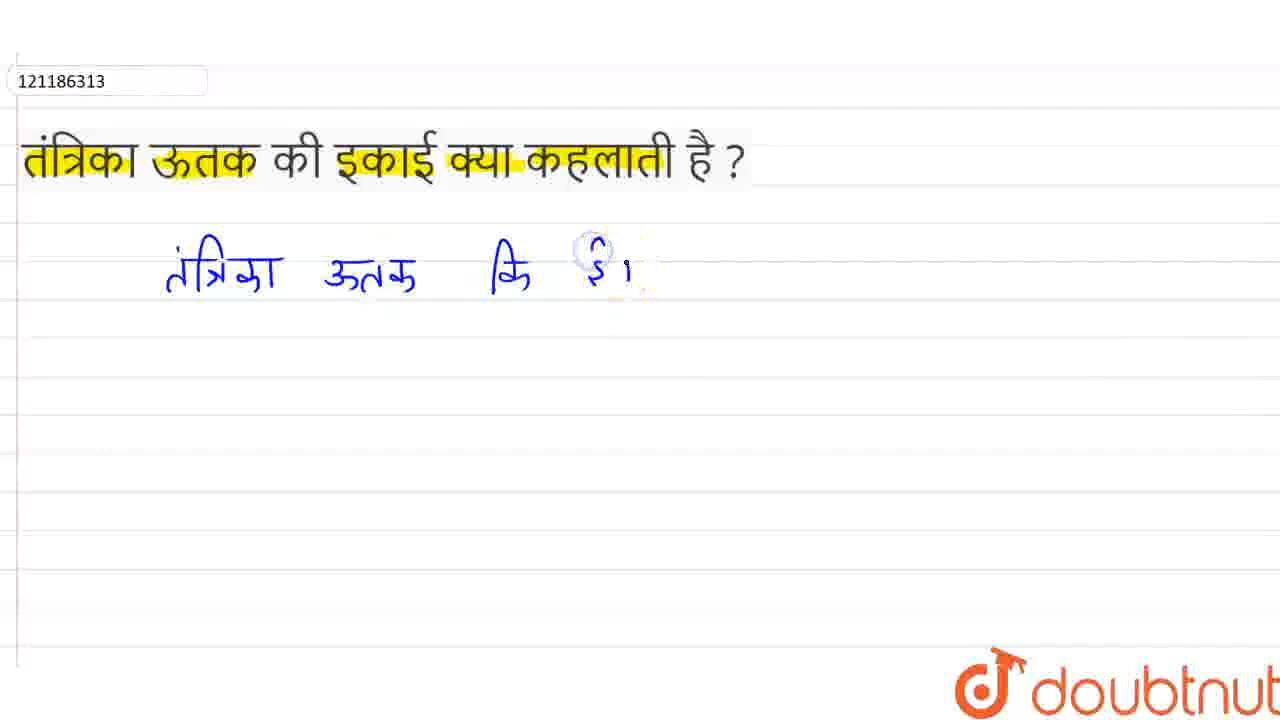 121186313
तंत्रिका ऊतक की इकाई क्या कहलाती है ?
तंत्रिका ऊतक कि
doubtnut